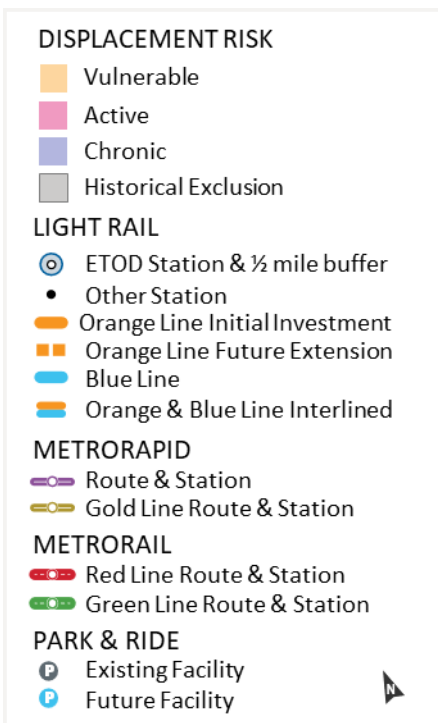 DISPLACEMENT RISK
Vulnerable
Active
Chronic
Historical Exclusion
LIGHT RAIL
ETOD Station & ½ mile buffer
Other Station
Orange Line Initial Investment
Orange Line Future Extension
Blue Line
Orange & Blue Line Interlined
METRORAPID
Route & Station
Gold Line Route & Station
METRORAIL
Red Line Route & Station
Green Line Route & Station
PARK & RIDE
P Existing Facility
P Future Facility
N